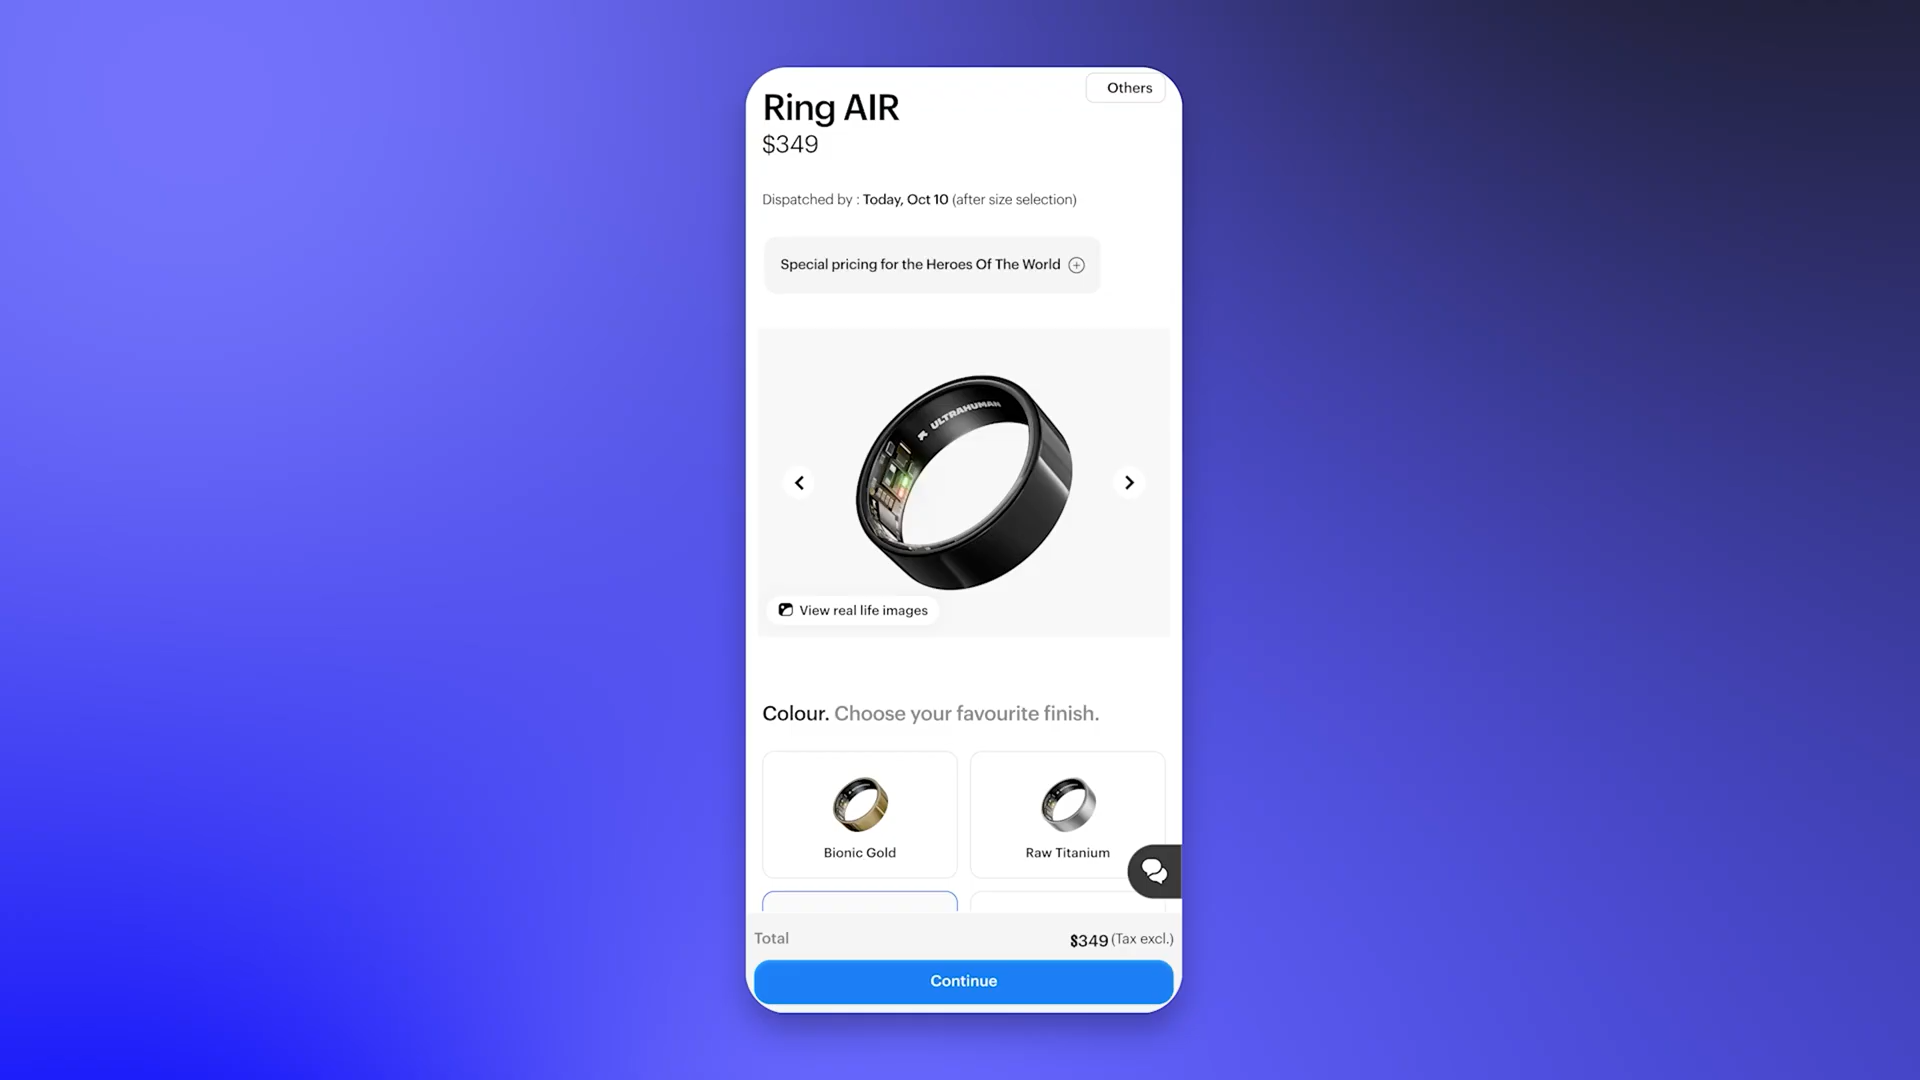 Others
Ring AIR
$349
Dispatched by : Today, Oct 10 (after size selection)
Special pricing for the Heroes Of The World
ULTRAHUMAN
View real life images
Colour. Choose your favourite finish.
Bionic Gold
Raw Titanium
Total
$349 (Tax excl.)
Continue